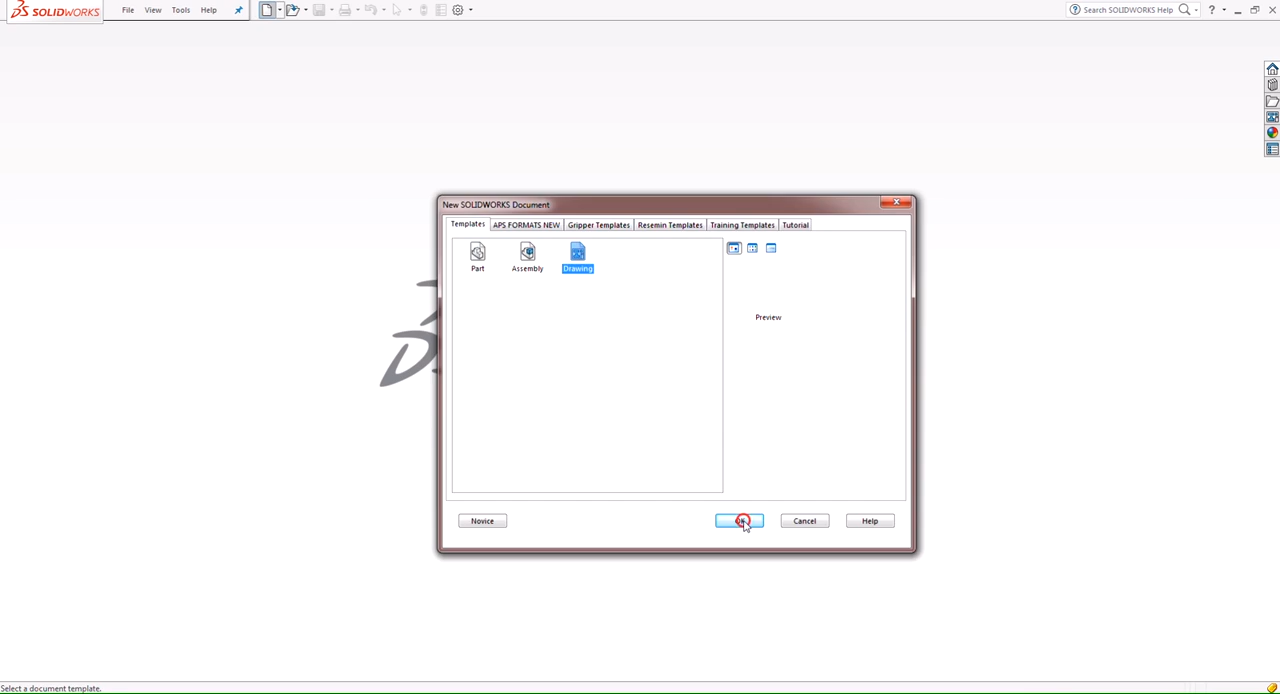 SOLIDWORKS File View Tools Help Search SOLIDWORKS Help ?
New SOLIDWORKS Document
Templates APS FORMATS NEW Gripper Templates Resemin Templates Training Templates Tutorial
Part Assembly Drawing
Preview
Novice Cancel Help
Select a document template.